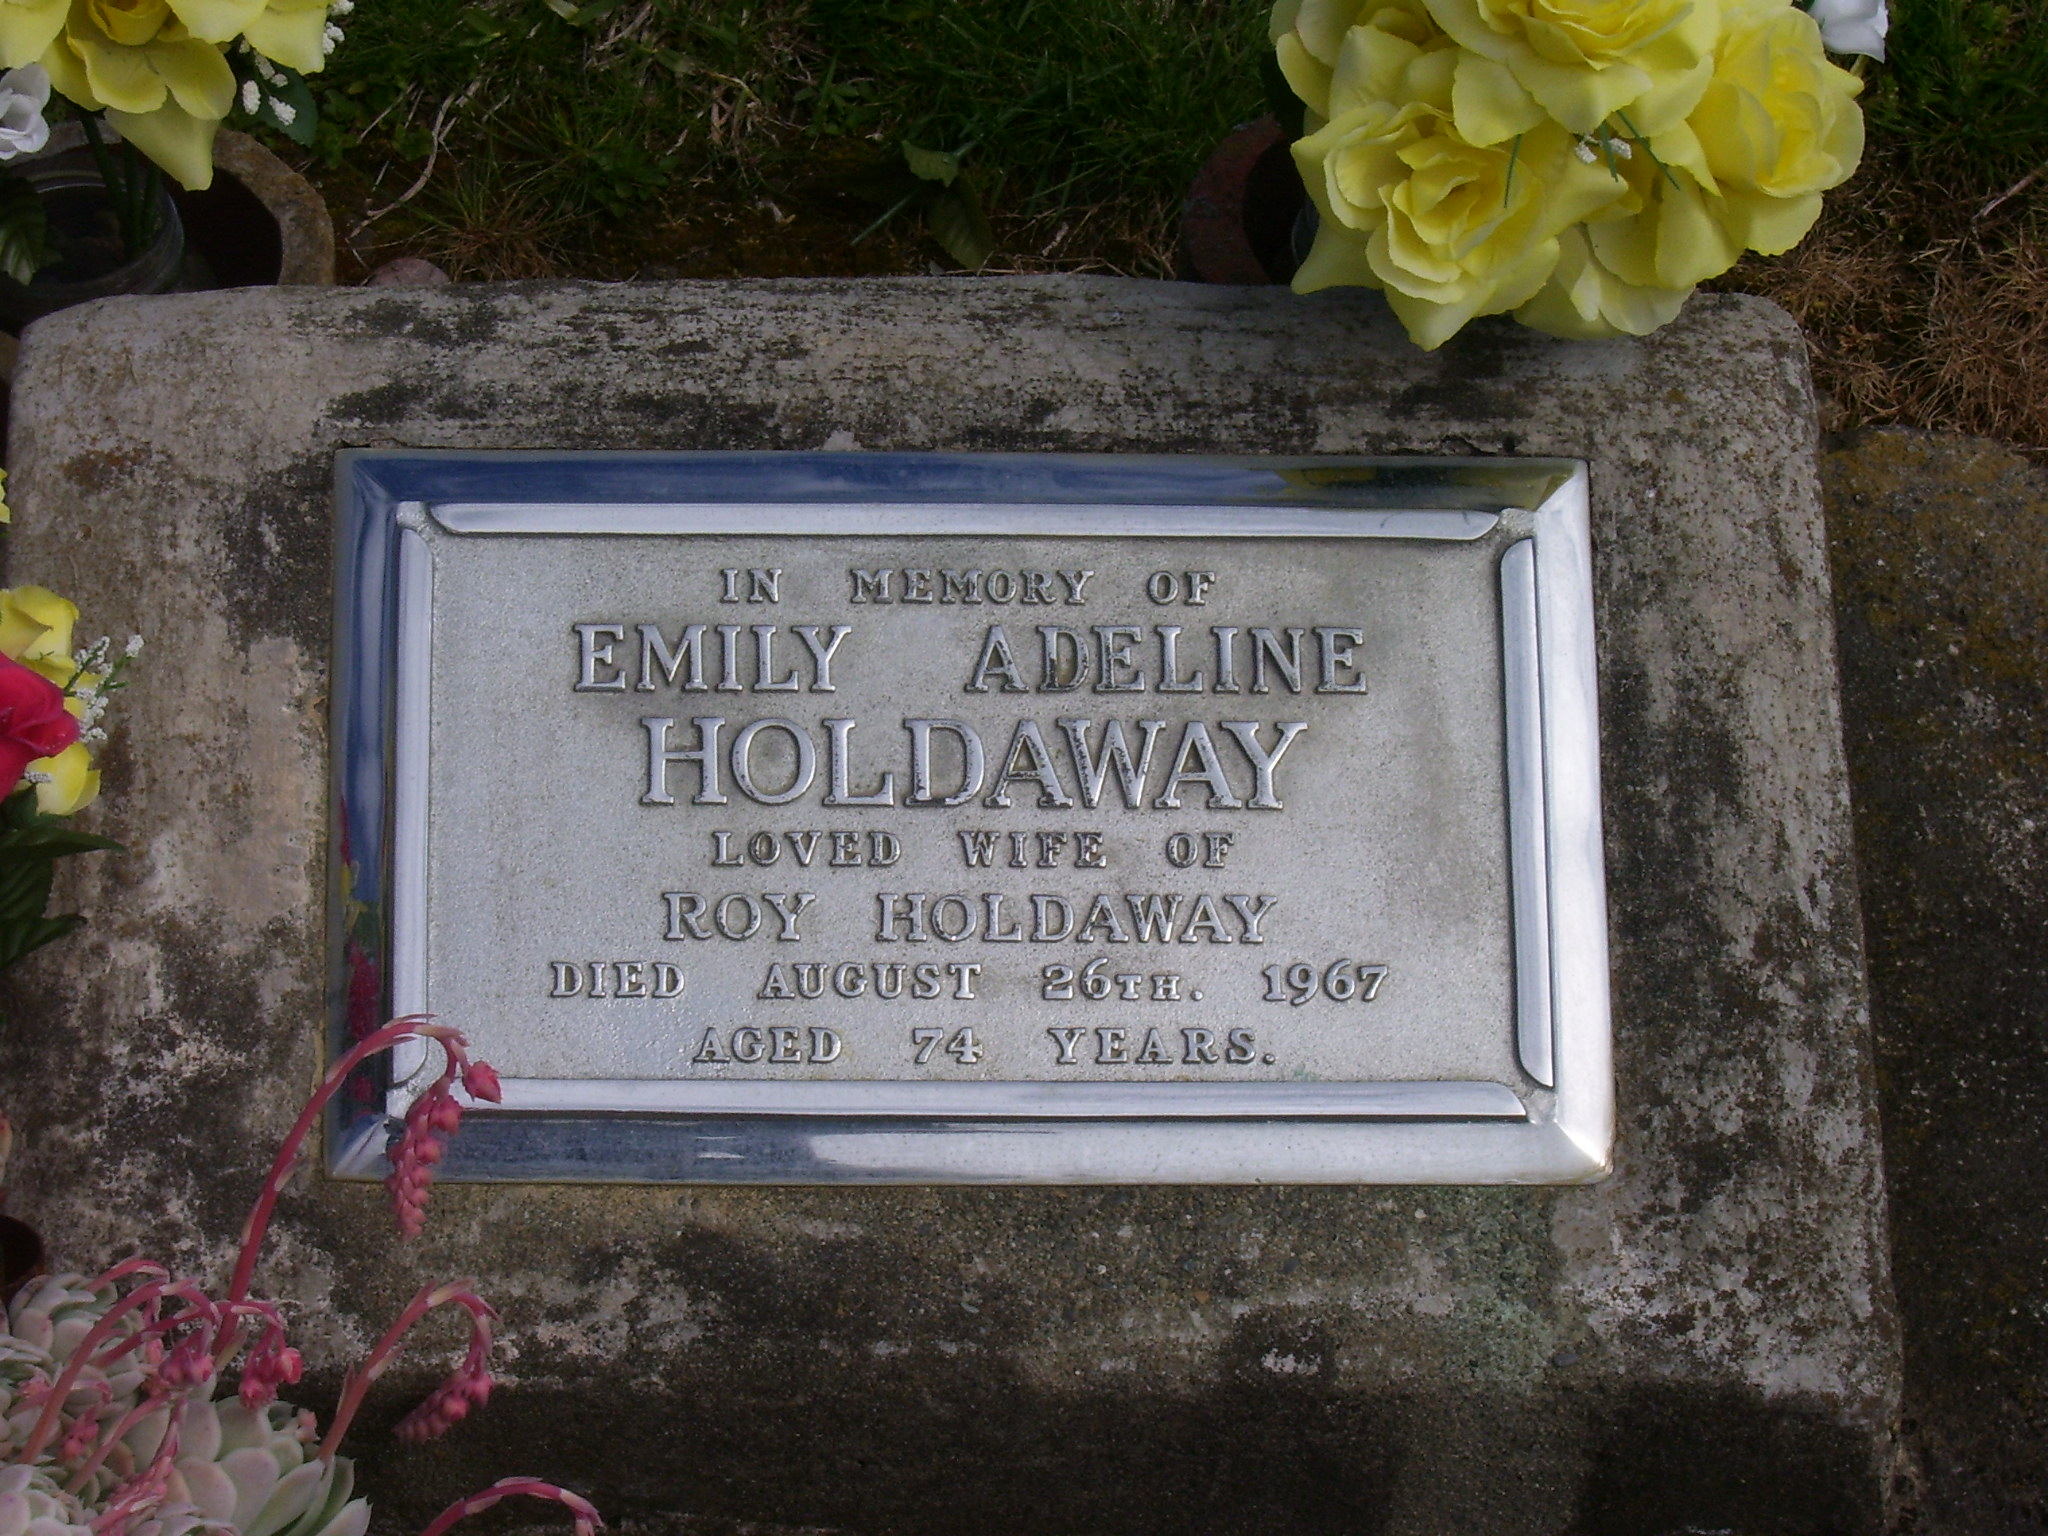 IN MEMORY OF
EMILY ADELINE
HOLDAWAY
LOVED WIFE OF
ROY HOLDAWAY
DIED AUGUST 26TH. 1967
AGED 74 YEARS.